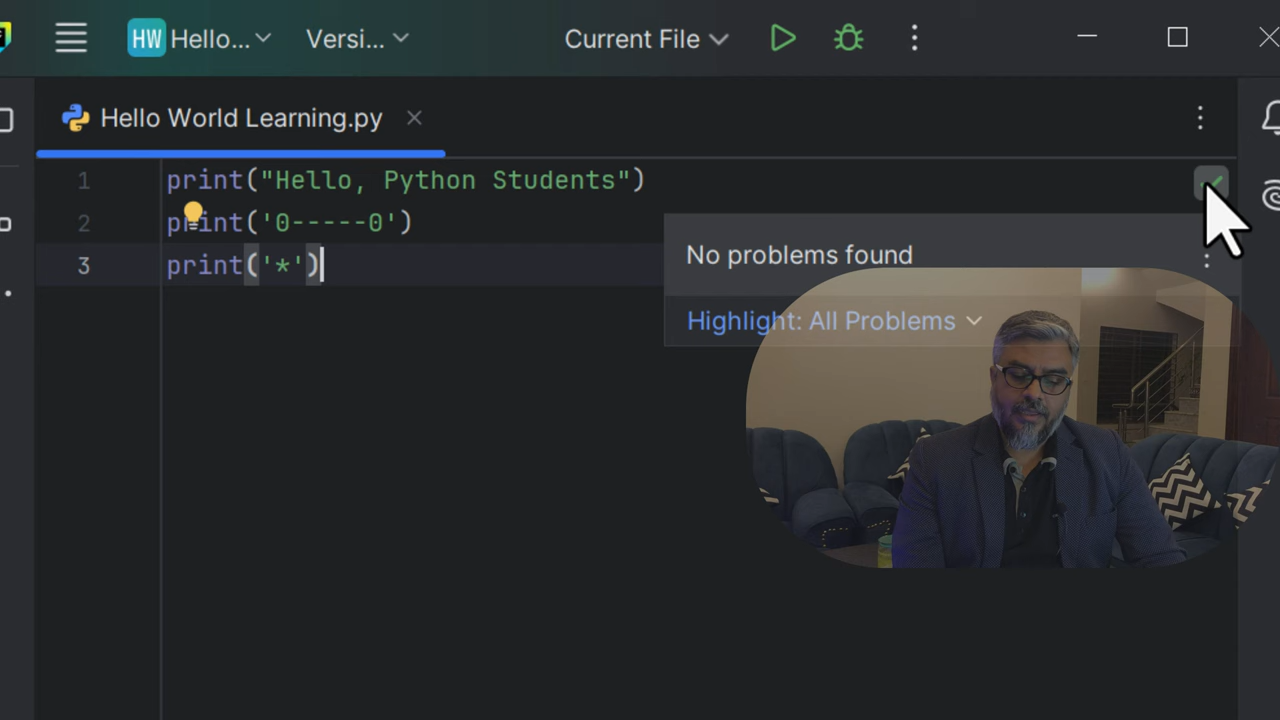 HW Hello... Versi... Current File
Hello World Learning.py
1 print("Hello, Python Students")
2 print('0-----0')
3 print('*')
No problems found
Highlight: All Problems